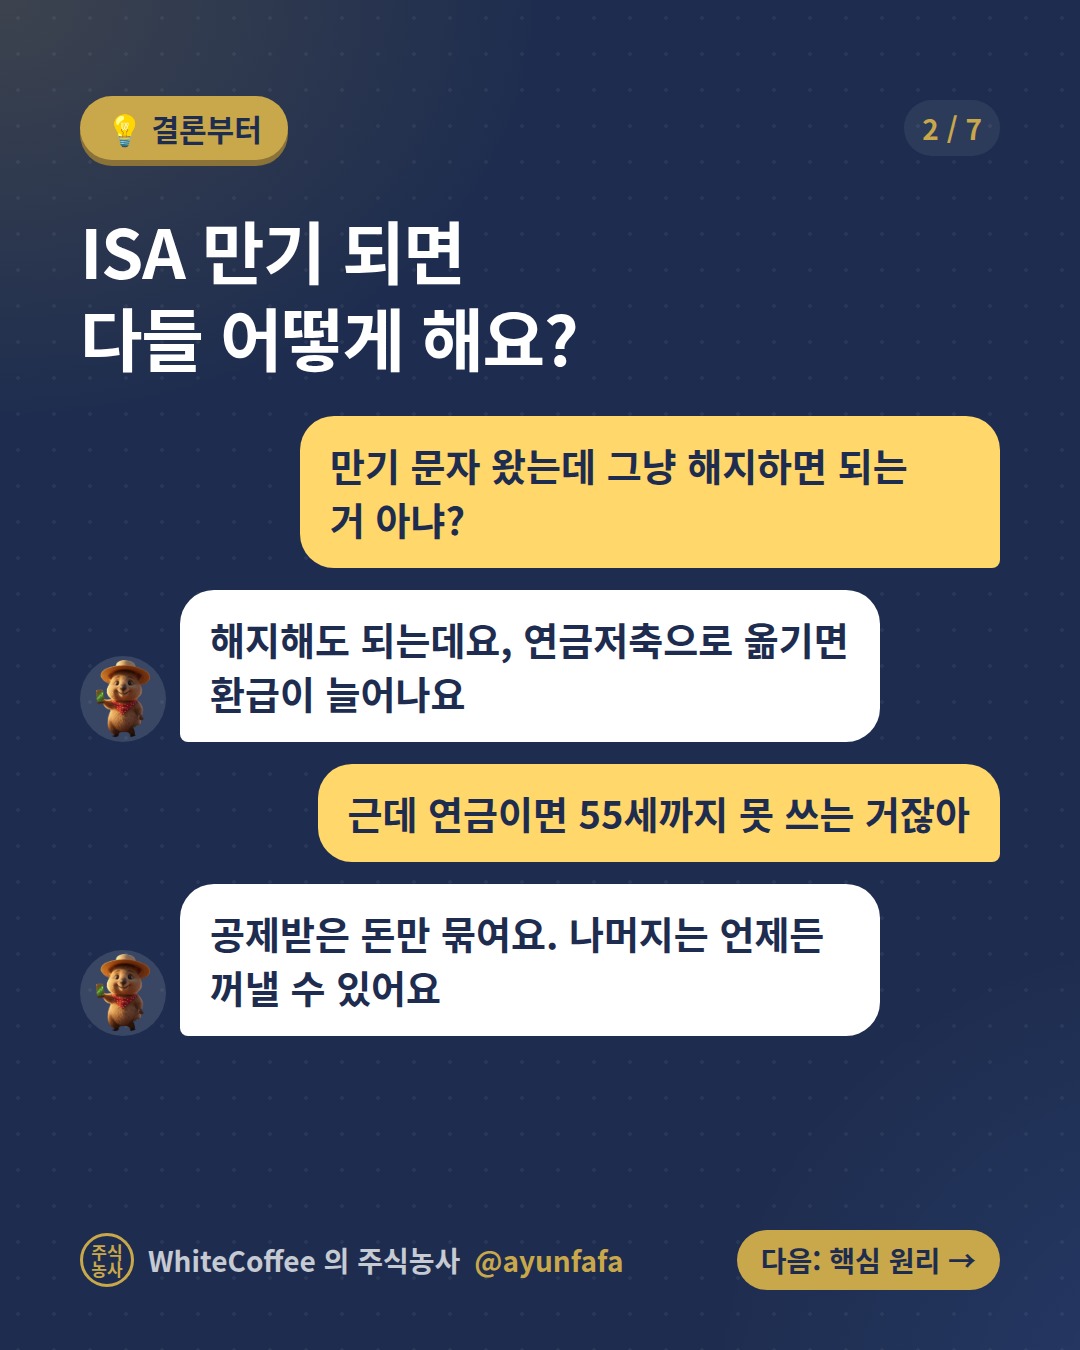 💡 결론부터
2 / 7
ISA 만기 되면
다들 어떻게 해요?
만기 문자 왔는데 그냥 해지하면 되는
거 아냐?
해지해도 되는데요, 연금저축으로 옮기면
환급이 늘어나요
근데 연금이면 55세까지 못 쓰는 거잖아
공제받은 돈만 묶여요. 나머지는 언제든
꺼낼 수 있어요
주식
농사
WhiteCoffee 의 주식농사 @ayunfafa
다음: 핵심 원리 →